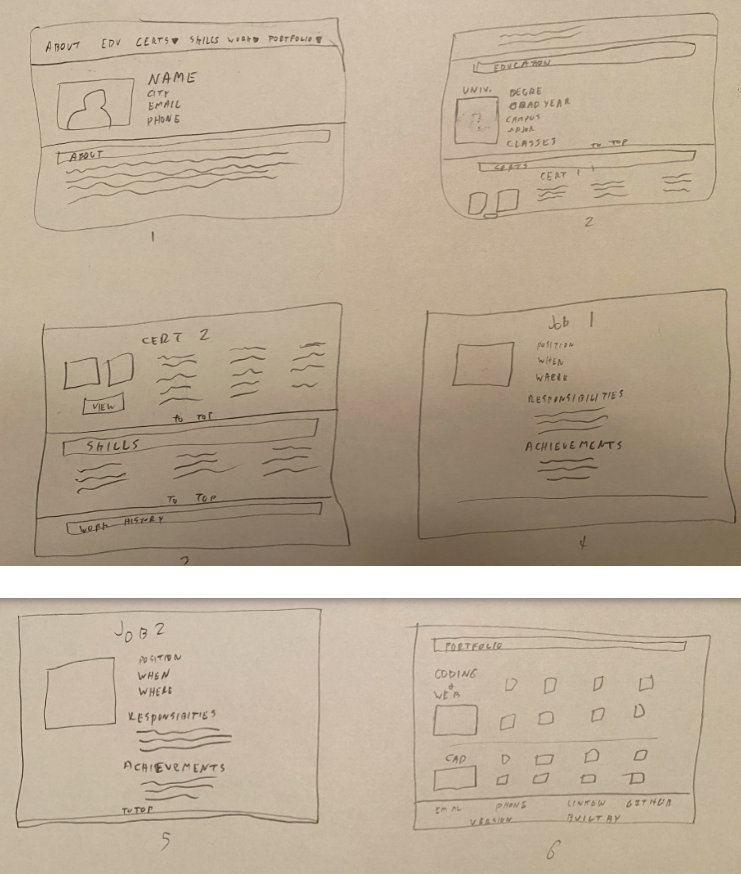 ABOUT EDU CERTS▼ SKILLS WORK▼ PORTFOLIO▼
NAME
CITY
EMAIL
PHONE
ABOUT
1
EDUCATION
UNIV.
DEGRE
GRAD YEAR
CAMPUS
MAJOR
CLASSES
TO TOP
CERTS
CERT 1
2
CERT 2
VIEW
TO TOP
SKILLS
TO TOP
WORK HISTORY
3
Job 1
POSITION
WHEN
WHERE
RESPONSIBILITIES
ACHIEVEMENTS
4
JOB 2
POSITION
WHEN
WHERE
RESPONSIBITIES
ACHIEVEMENTS
TO TOP
5
PORTFOLIO
CODING
&
WEB
CAD
EMAIL PHONE LINKEDIN GITHUB
VERSION BUILT BY
6